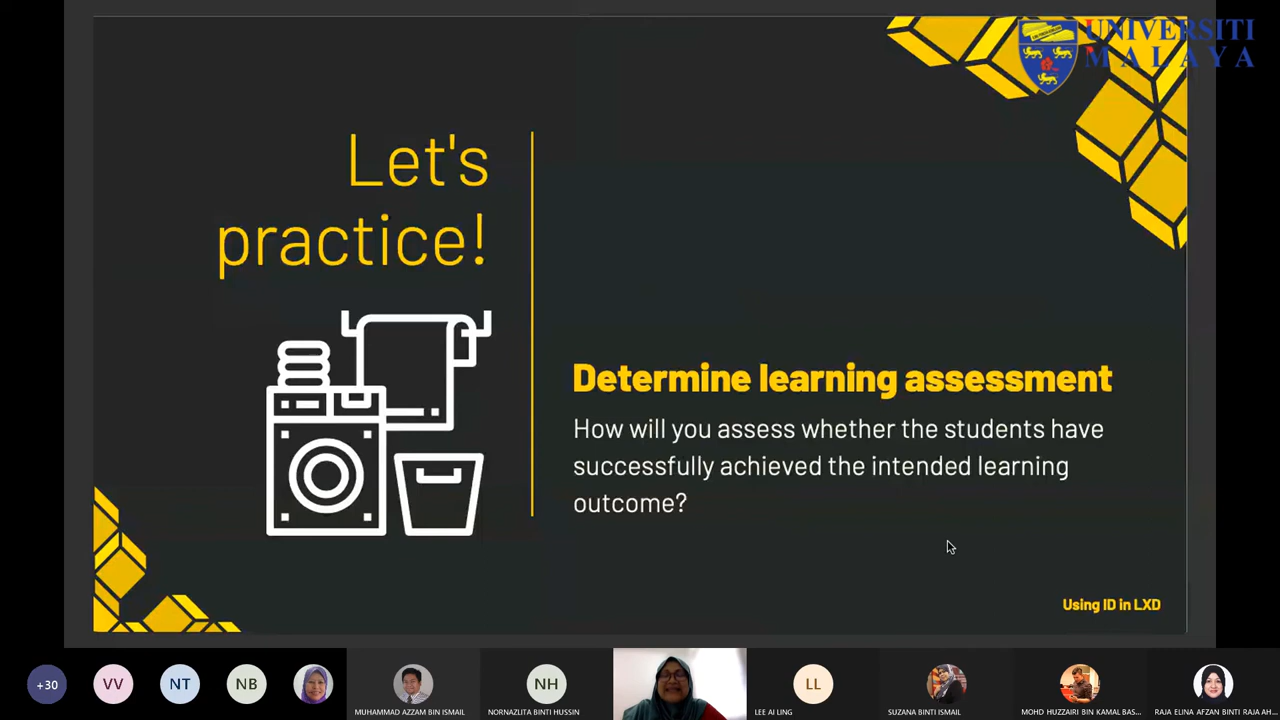 UNIVERSITI
MALAYA
Let's
practice!
Determine learning assessment
How will you assess whether the students have
successfully achieved the intended learning
outcome?
Using ID in LXD
+30
VV
NT
NB
MUHAMMAD AZZAM BIN ISMAIL
NH
NORNAZLITA BINTI HUSSIN
LL
LEE AI LING
SUZANA BINTI ISMAIL
MOHD HUZZAIRI BIN KAMAL BAS...
RAJA ELINA AFZAN BINTI RAJA AH...